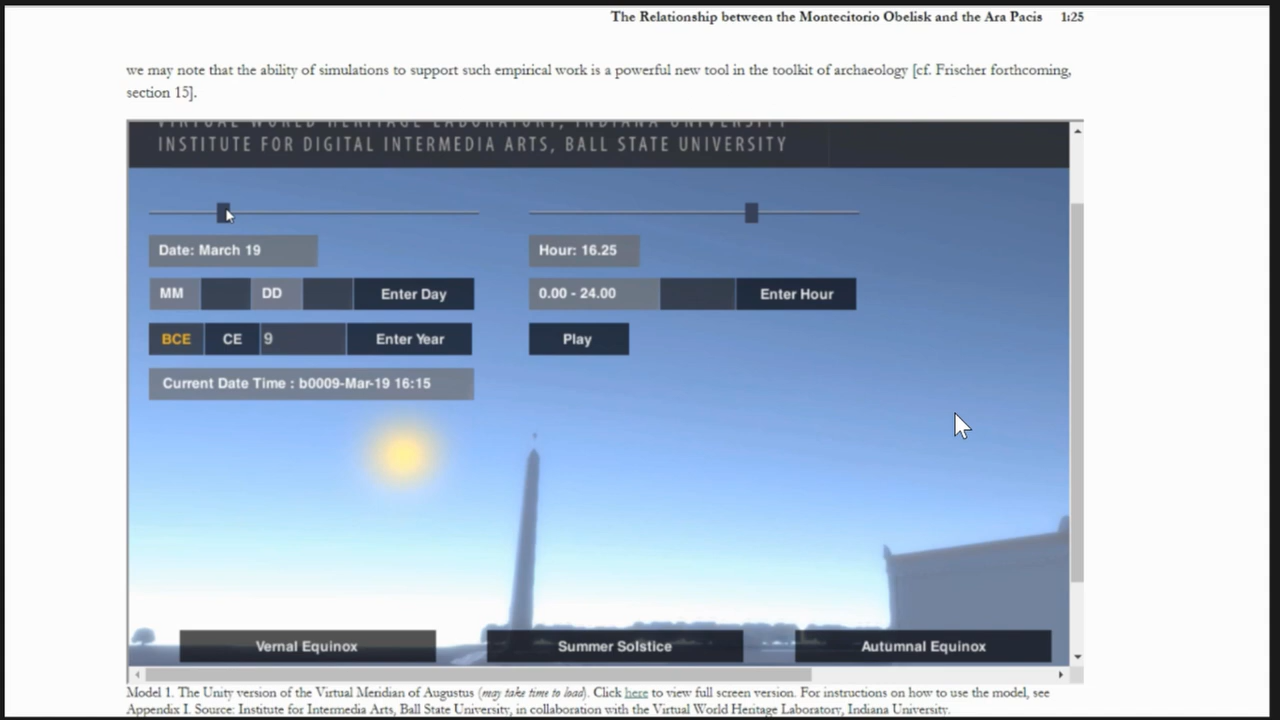 The Relationship between the Montecitorio Obelisk and the Ara Pacis 1:25
we may note that the ability of simulations to support such empirical work is a powerful new tool in the toolkit of archaeology [cf. Frischer forthcoming,
section 15].
VIRTUAL WORLD HERITAGE LABORATORY, INDIANA UNIVERSITY
INSTITUTE FOR DIGITAL INTERMEDIA ARTS, BALL STATE UNIVERSITY
Date: March 19 Hour: 16.25
MM DD Enter Day 0.00 - 24.00 Enter Hour
BCE CE 9 Enter Year Play
Current Date Time : b0009-Mar-19 16:15
Vernal Equinox Summer Solstice Autumnal Equinox
Model 1. The Unity version of the Virtual Meridian of Augustus (may take time to load). Click here to view full screen version. For instructions on how to use the model, see
Appendix I. Source: Institute for Intermedia Arts, Ball State University, in collaboration with the Virtual World Heritage Laboratory, Indiana University.